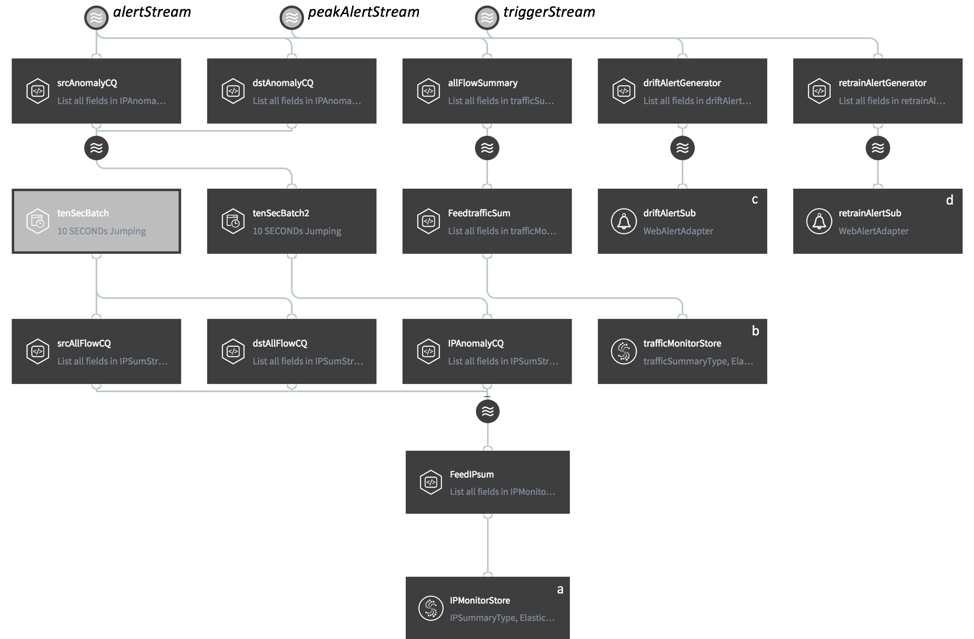 alertStream
peakAlertStream
triggerStream
srcAnomalyCQ
List all fields in IPAnoma...
dstAnomalyCQ
List all fields in IPAnoma...
allFlowSummary
List all fields in trafficSu...
driftAlertGenerator
List all fields in driftAlert...
retrainAlertGenerator
List all fields in retrainAl...
tenSecBatch
10 SECONDs Jumping
tenSecBatch2
10 SECONDs Jumping
FeedtrafficSum
List all fields in trafficMo...
c
driftAlertSub
WebAlertAdapter
d
retrainAlertSub
WebAlertAdapter
srcAllFlowCQ
List all fields in IPSumStr...
dstAllFlowCQ
List all fields in IPSumStr...
IPAnomalyCQ
List all fields in IPSumStr...
b
trafficMonitorStore
trafficSummaryType, Ela...
FeedIPsum
List all fields in IPMonito...
a
IPMonitorStore
IPSummaryType, Elastic...